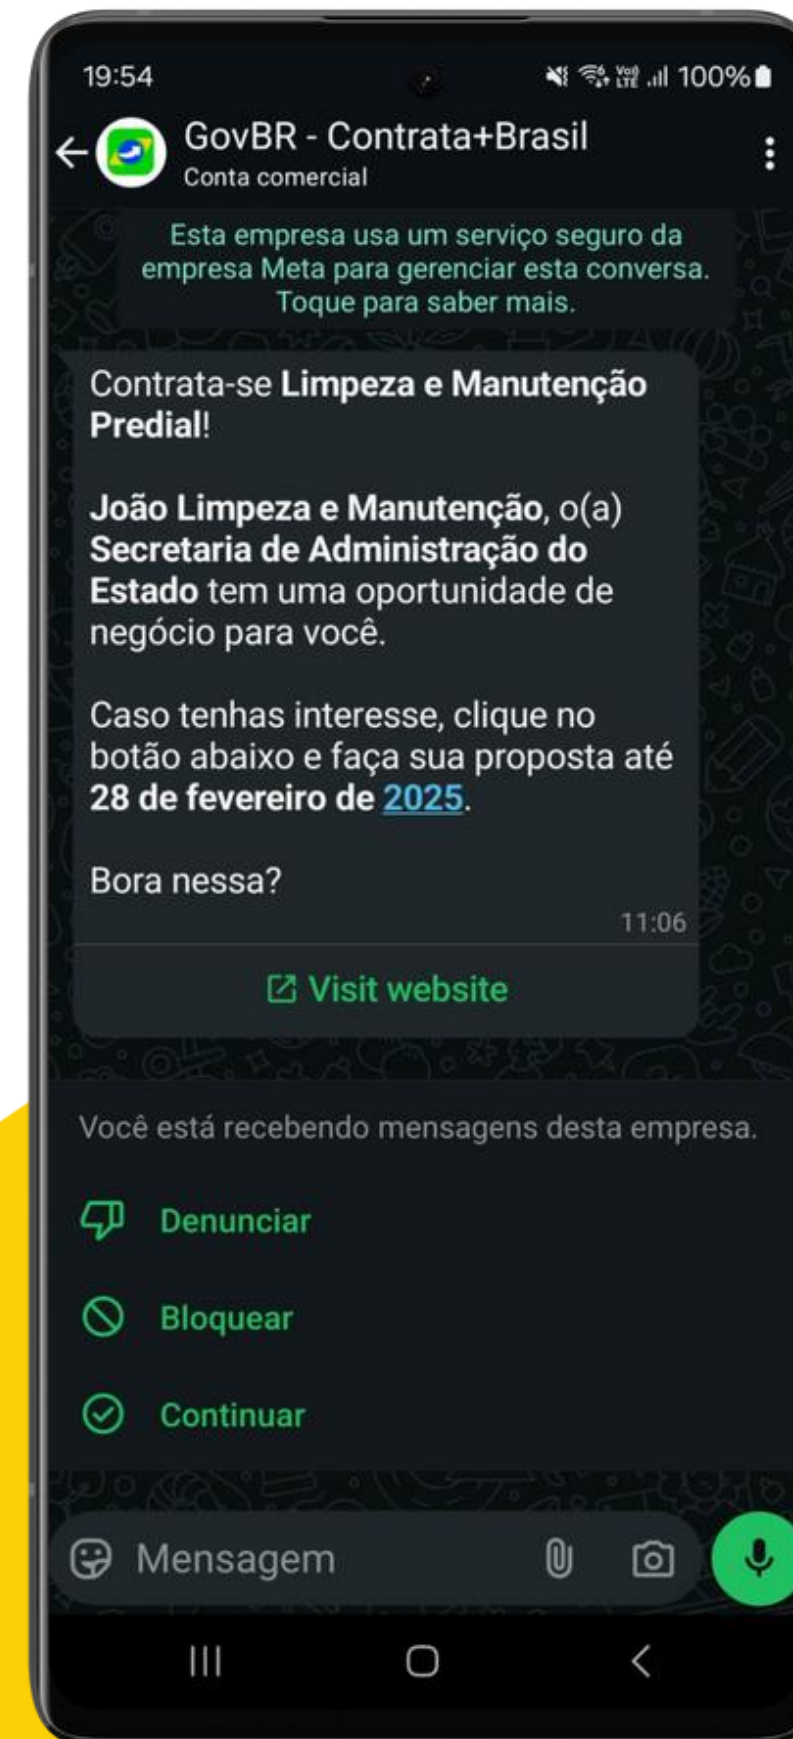 19:54
VoD LTE 100%
GovBR - Contrata+Brasil
Conta comercial
Esta empresa usa um serviço seguro da
empresa Meta para gerenciar esta conversa.
Toque para saber mais.
Contrata-se Limpeza e Manutenção
Predial!
João Limpeza e Manutenção, o(a)
Secretaria de Administração do
Estado tem uma oportunidade de
negócio para você.
Caso tenhas interesse, clique no
botão abaixo e faça sua proposta até
28 de fevereiro de 2025.
Bora nessa?
11:06
Visit website
Você está recebendo mensagens desta empresa.
Denunciar
Bloquear
Continuar
Mensagem